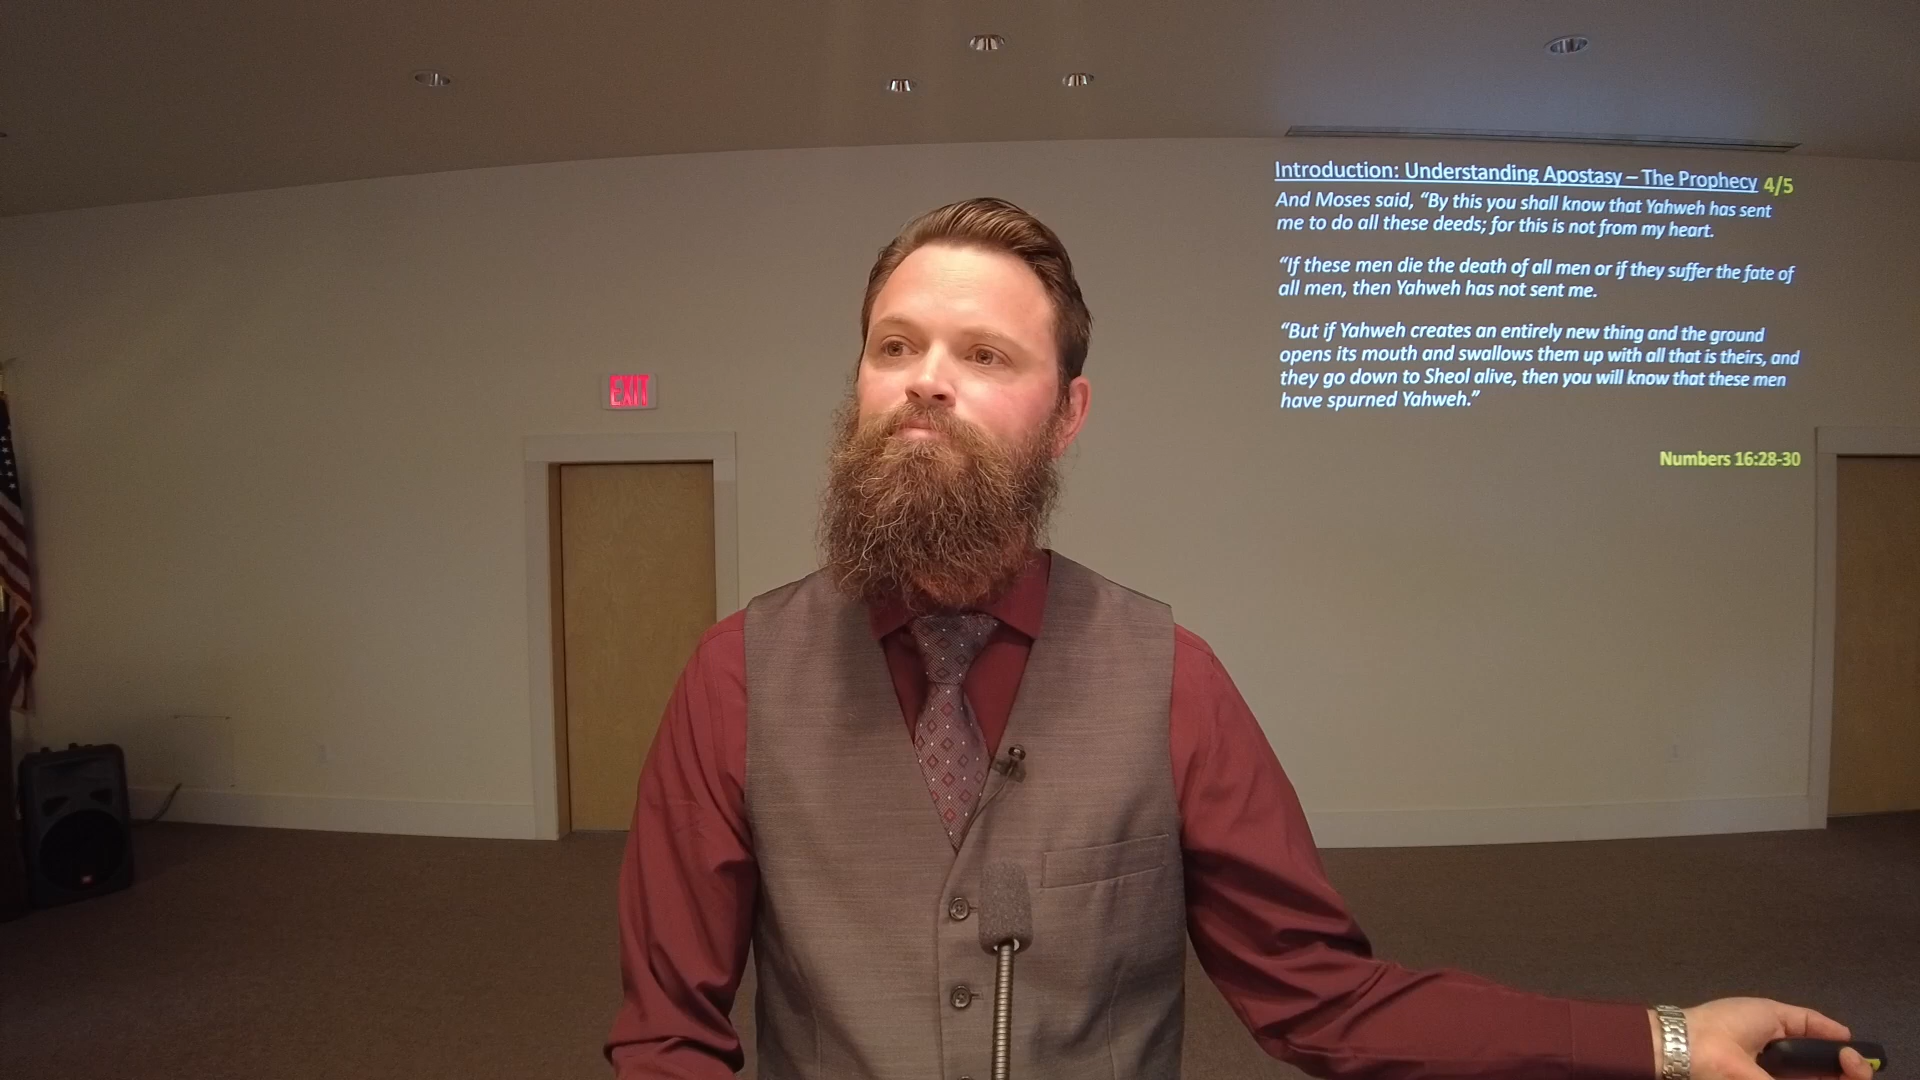 Introduction: Understanding Apostasy – The Prophecy 4/5
And Moses said, “By this you shall know that Yahweh has sent
me to do all these deeds; for this is not from my heart.
“If these men die the death of all men or if they suffer the fate of
all men, then Yahweh has not sent me.
“But if Yahweh creates an entirely new thing and the ground
opens its mouth and swallows them up with all that is theirs, and
they go down to Sheol alive, then you will know that these men
have spurned Yahweh.”
Numbers 16:28-30
EXIT